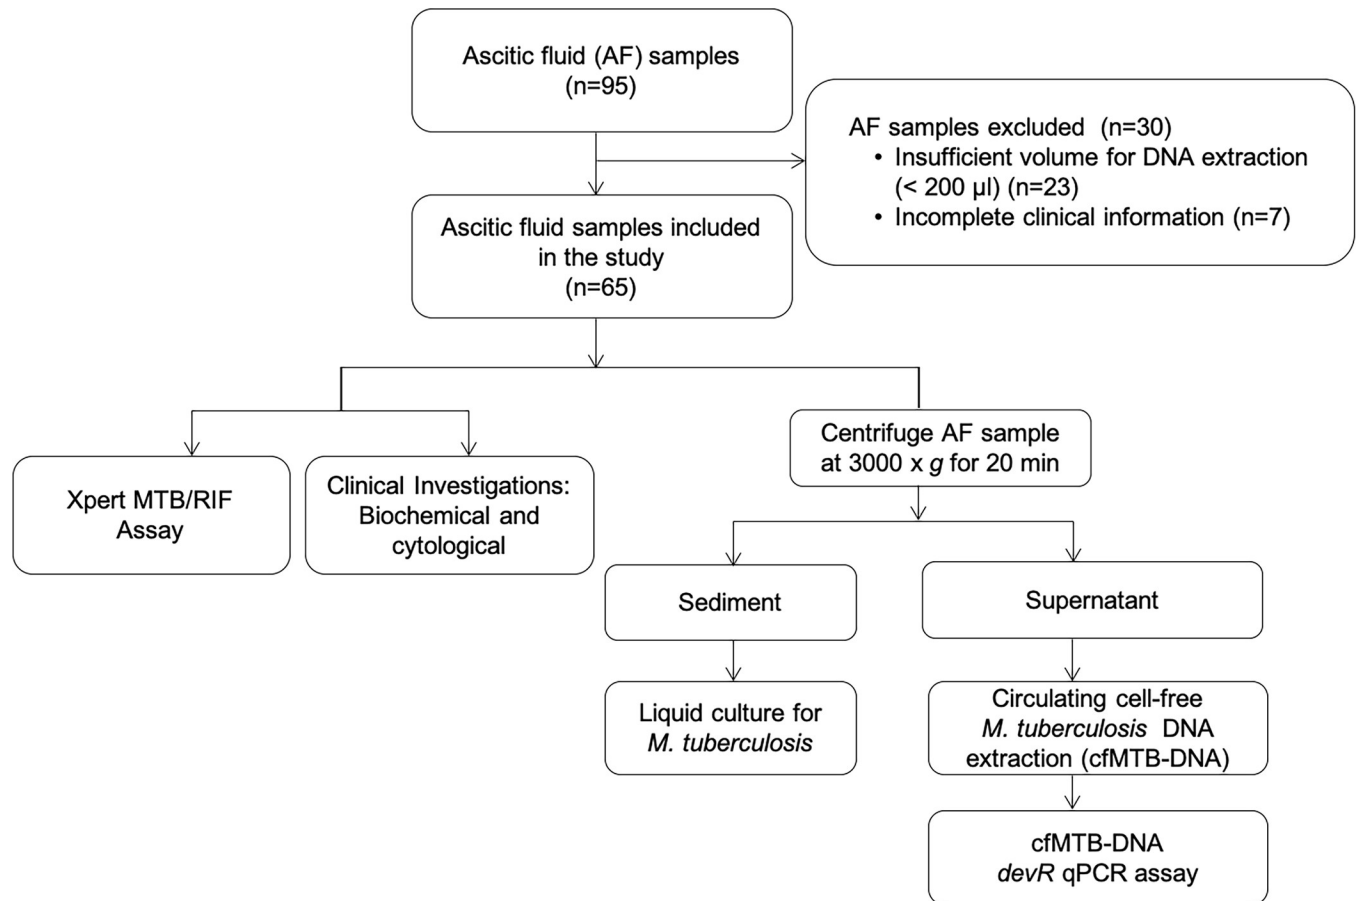 Ascitic fluid (AF) samples
(n=95)
AF samples excluded (n=30)
• Insufficient volume for DNA extraction
(< 200 µl) (n=23)
• Incomplete clinical information (n=7)
Ascitic fluid samples included
in the study
(n=65)
Xpert MTB/RIF
Assay
Clinical Investigations:
Biochemical and
cytological
Centrifuge AF sample
at 3000 x g for 20 min
Sediment
Supernatant
Liquid culture for
M. tuberculosis
Circulating cell-free
M. tuberculosis DNA
extraction (cfMTB-DNA)
cfMTB-DNA
devR qPCR assay